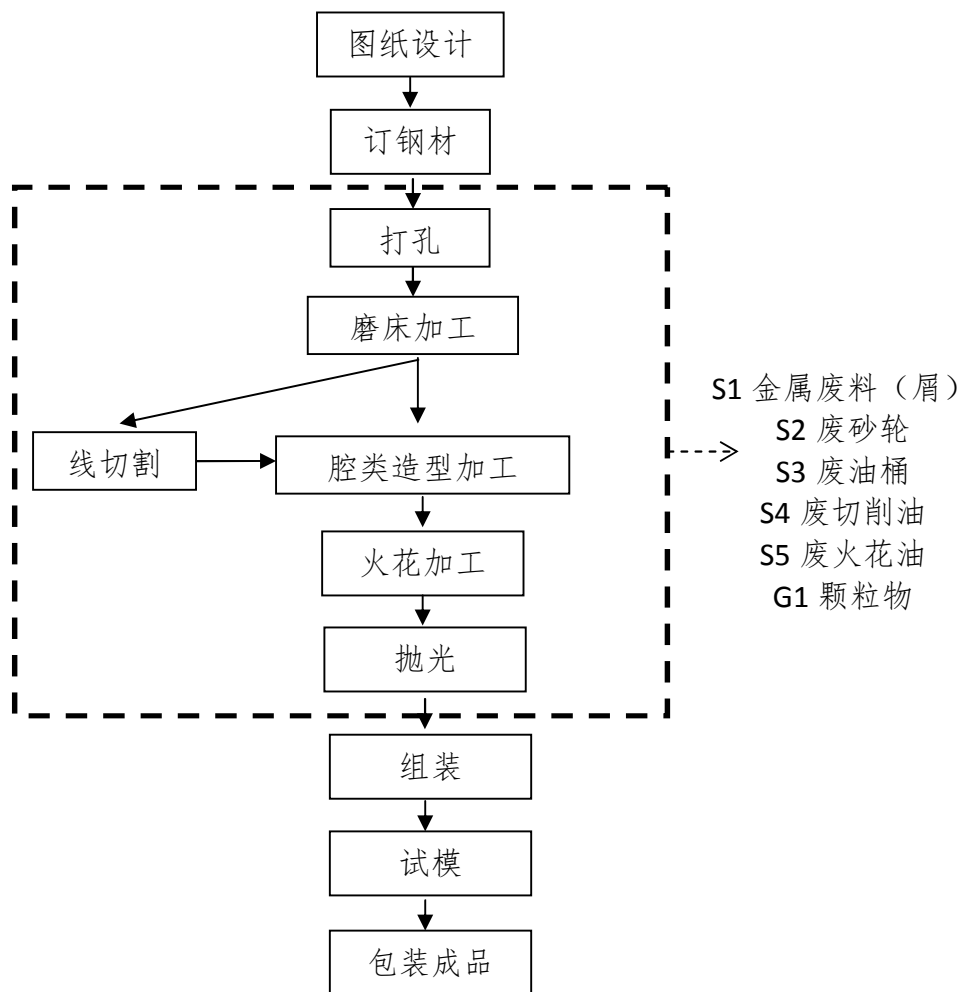 图纸设计
订钢材
打孔
磨床加工
线切割
腔类造型加工
火花加工
抛光
S1 金属废料（屑）
S2 废砂轮
S3 废油桶
S4 废切削油
S5 废火花油
G1 颗粒物
组装
试模
包装成品